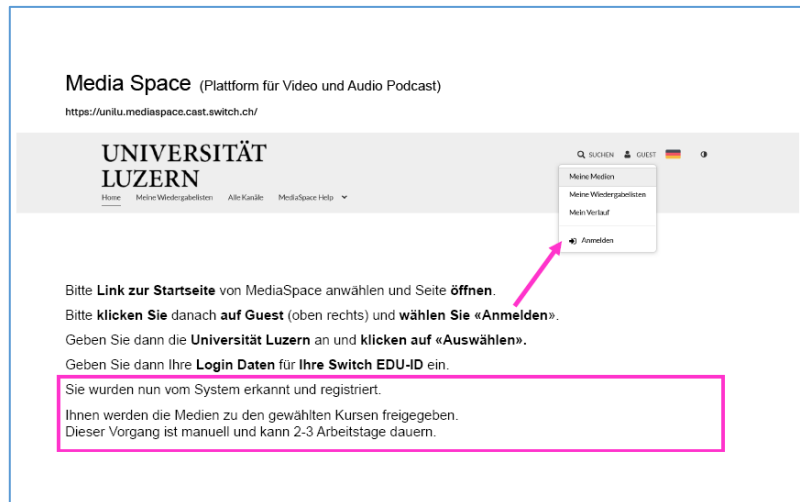 Media Space (Plattform für Video und Audio Podcast)
https://unilu.mediaspace.cast.switch.ch/
UNIVERSITÄT
LUZERN
SUCHEN GUEST
Home Meine Wiedergabelisten Alle Kanäle MediaSpace Help
Meine Medien
Meine Wiedergabelisten
Mein Verlauf
Anmelden
Bitte Link zur Startseite von MediaSpace anwählen und Seite öffnen.
Bitte klicken Sie danach auf Guest (oben rechts) und wählen Sie «Anmelden».
Geben Sie dann die Universität Luzern an und klicken auf «Auswählen».
Geben Sie dann Ihre Login Daten für Ihre Switch EDU-ID ein.
Sie wurden nun vom System erkannt und registriert.
Ihnen werden die Medien zu den gewählten Kursen freigegeben.
Dieser Vorgang ist manuell und kann 2-3 Arbeitstage dauern.